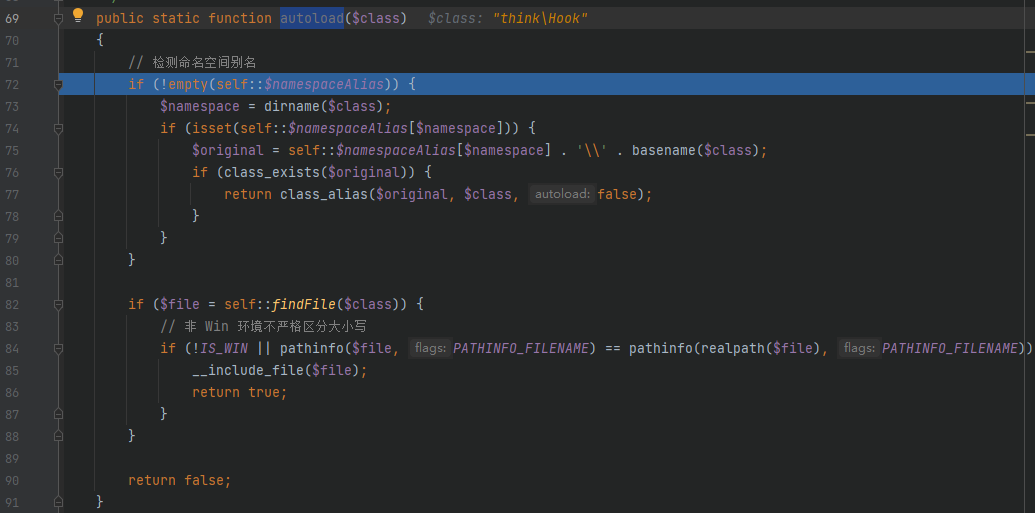 69 public static function autoload($class) $class: "think\Hook"
70 {
71 // 检测命名空间别名
72 if (!empty(self::$namespaceAlias)) {
73 $namespace = dirname($class);
74 if (isset(self::$namespaceAlias[$namespace])) {
75 $original = self::$namespaceAlias[$namespace] . '\\' . basename($class);
76 if (class_exists($original)) {
77 return class_alias($original, $class, autoload: false);
78 }
79 }
80 }
81
82 if ($file = self::findFile($class)) {
83 // 非 Win 环境不严格区分大小写
84 if (!IS_WIN || pathinfo($file, flags: PATHINFO_FILENAME) == pathinfo(realpath($file), flags: PATHINFO_FILENAME))
85 __include_file($file);
86 return true;
87 }
88 }
89
90 return false;
91 }